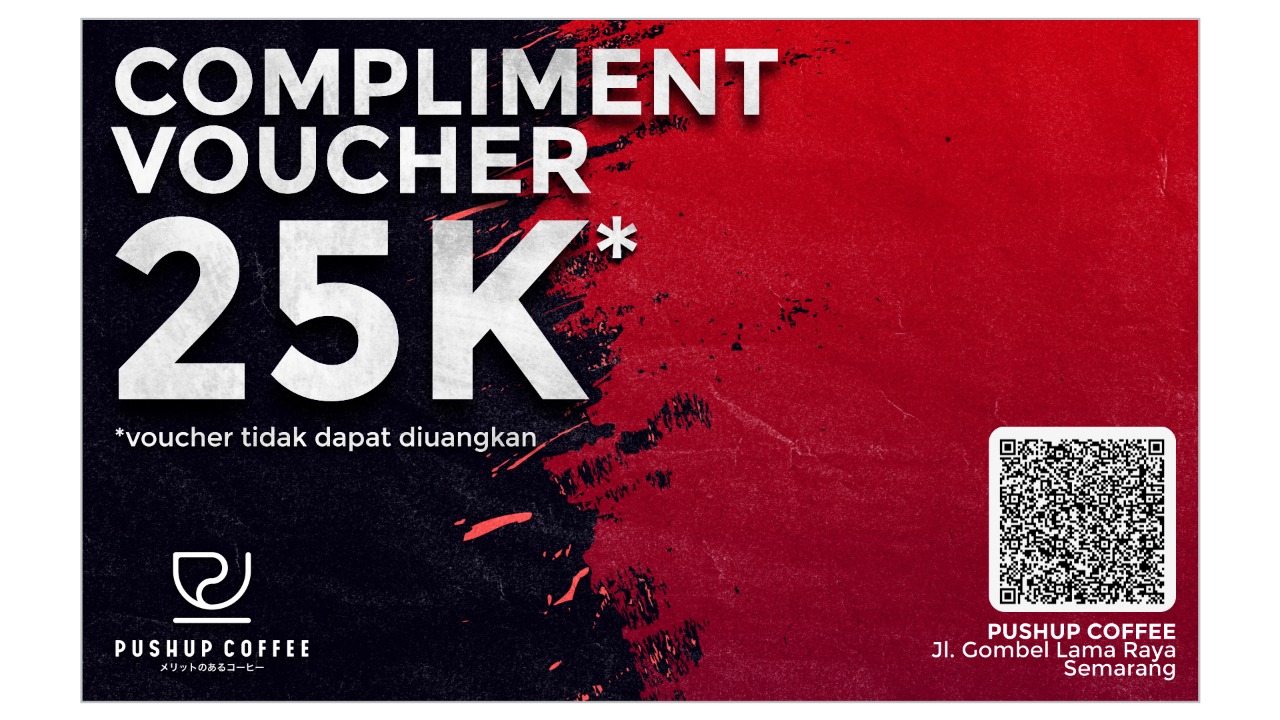 COMPLIMENT
VOUCHER
25K*
*voucher tidak dapat diuangkan
PUSHUP COFFEE
メリットのあるコーヒー
PUSHUP COFFEE
Jl. Gombel Lama Raya
Semarang